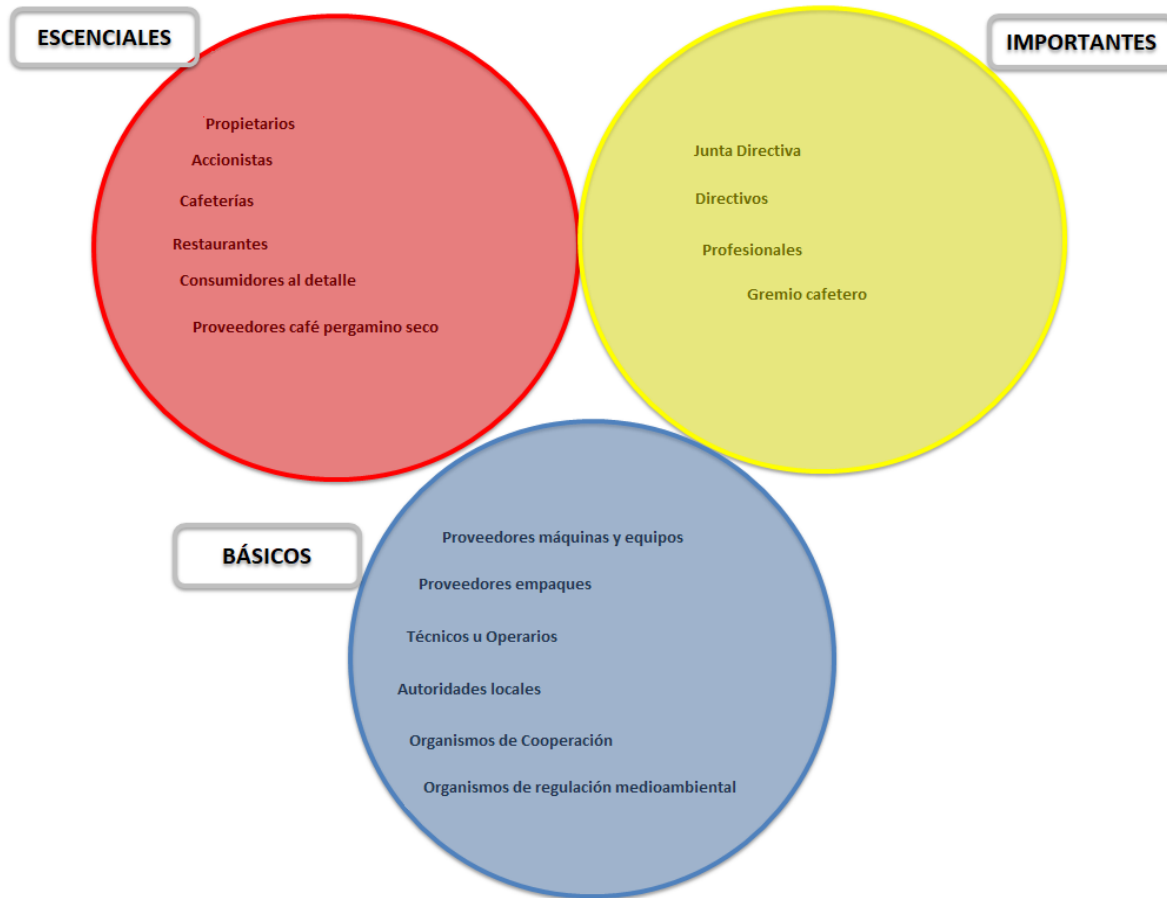 ESCENCIALES
Propietarios
Accionistas
Cafeterías
Restaurantes
Consumidores al detalle
Proveedores café pergamino seco
IMPORTANTES
Junta Directiva
Directivos
Profesionales
Gremio cafetero
BÁSICOS
Proveedores máquinas y equipos
Proveedores empaques
Técnicos u Operarios
Autoridades locales
Organismos de Cooperación
Organismos de regulación medioambiental